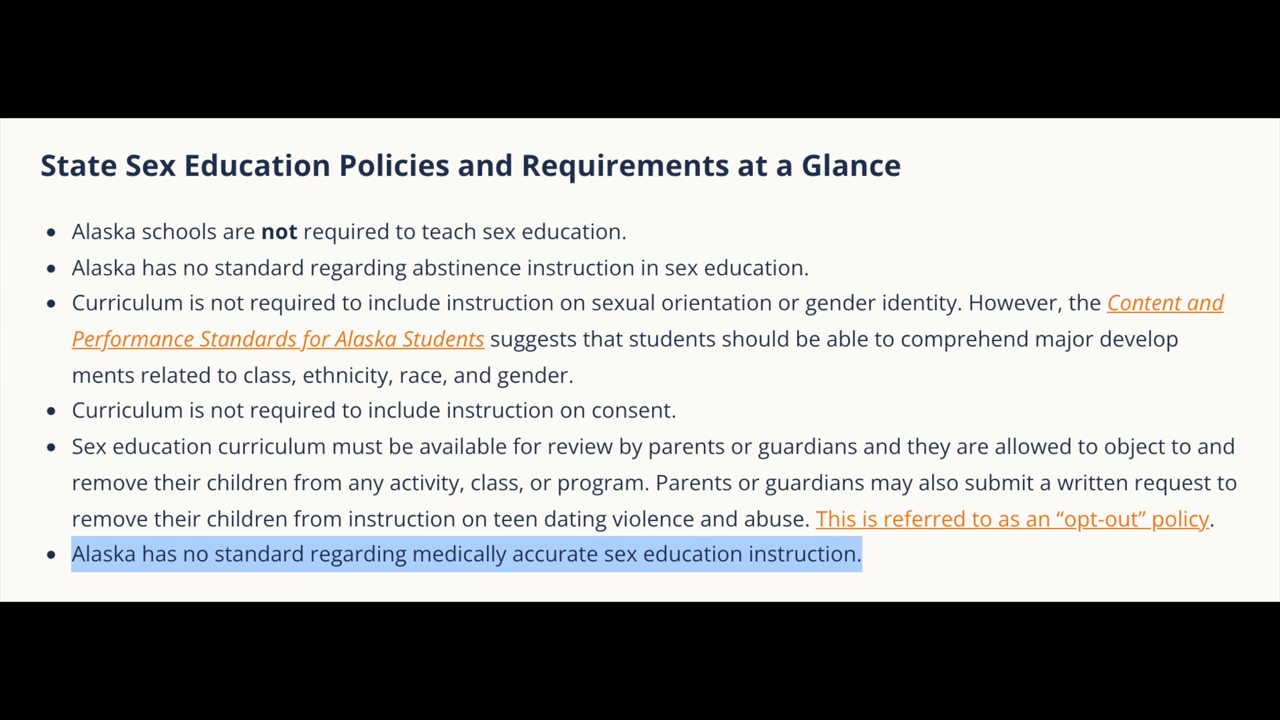 State Sex Education Policies and Requirements at a Glance
Alaska schools are not required to teach sex education.
Alaska has no standard regarding abstinence instruction in sex education.
Curriculum is not required to include instruction on sexual orientation or gender identity. However, the Content and
Performance Standards for Alaska Students suggests that students should be able to comprehend major develop
ments related to class, ethnicity, race, and gender.
Curriculum is not required to include instruction on consent.
Sex education curriculum must be available for review by parents or guardians and they are allowed to object to and
remove their children from any activity, class, or program. Parents or guardians may also submit a written request to
remove their children from instruction on teen dating violence and abuse. This is referred to as an “opt-out” policy.
Alaska has no standard regarding medically accurate sex education instruction.